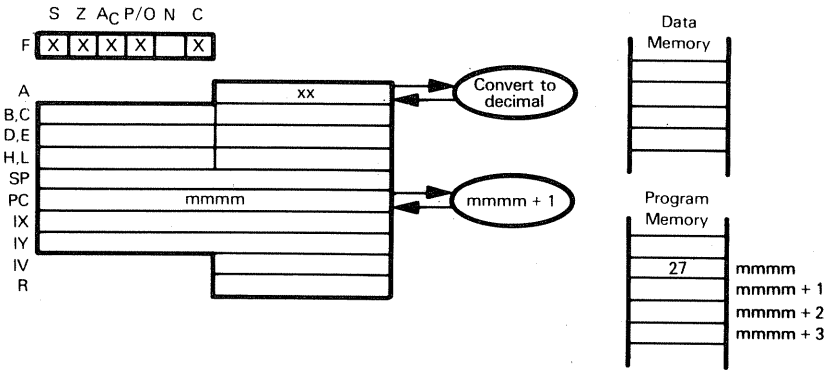 S Z AC P/O N C
F X X X X X
A xx
Convert to
decimal
B,C
D,E
H,L
SP
PC mmmm
mmmm + 1
IX
IY
IV
R
Data
Memory
Program
Memory
27 mmmm
mmmm + 1
mmmm + 2
mmmm + 3